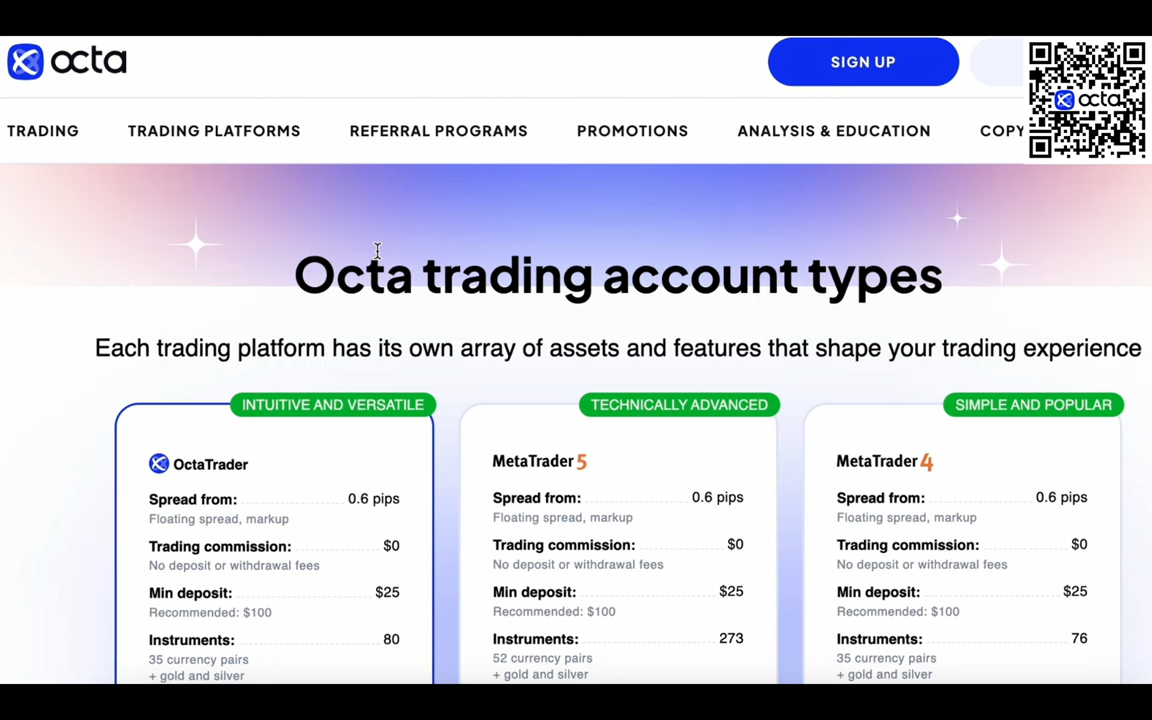 octa
SIGN UP
octa
TRADING TRADING PLATFORMS REFERRAL PROGRAMS PROMOTIONS ANALYSIS & EDUCATION COPY
Octa trading account types
Each trading platform has its own array of assets and features that shape your trading experience
INTUITIVE AND VERSATILE
OctaTrader
Spread from: 0.6 pips
Floating spread, markup
Trading commission: $0
No deposit or withdrawal fees
Min deposit: $25
Recommended: $100
Instruments: 80
35 currency pairs
+ gold and silver
TECHNICALLY ADVANCED
MetaTrader 5
Spread from: 0.6 pips
Floating spread, markup
Trading commission: $0
No deposit or withdrawal fees
Min deposit: $25
Recommended: $100
Instruments: 273
52 currency pairs
+ gold and silver
SIMPLE AND POPULAR
MetaTrader 4
Spread from: 0.6 pips
Floating spread, markup
Trading commission: $0
No deposit or withdrawal fees
Min deposit: $25
Recommended: $100
Instruments: 76
35 currency pairs
+ gold and silver